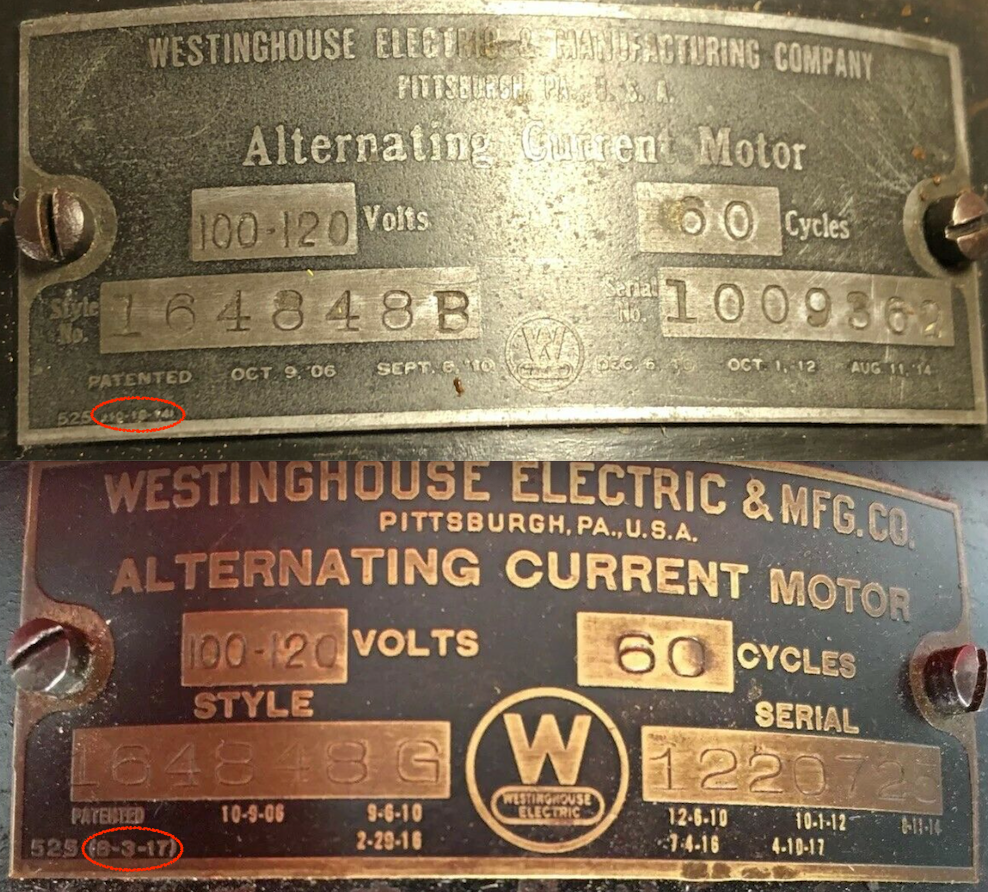 WESTINGHOUSE ELECTRIC & MANUFACTURING COMPANY
PITTSBURGH, PA., U. S. A.
Alternating Current Motor
100-120 Volts 60 Cycles
Style No. 164848B Serial No. 1009362
W
PATENTED OCT. 9, '06 SEPT. 6, '10 DEC. 6, '10 OCT. 1, '12 AUG. 11, '14
525
WESTINGHOUSE ELECTRIC & MFG. CO.
PITTSBURGH, PA., U.S.A.
ALTERNATING CURRENT MOTOR
100-120 VOLTS 60 CYCLES
STYLE SERIAL
164848G
W
WESTINGHOUSE
ELECTRIC
PATENTED 10-9-06 9-6-10 12-6-10 10-1-12 8-11-14
2-29-16 7-4-16 4-10-17
525 (8-3-17)